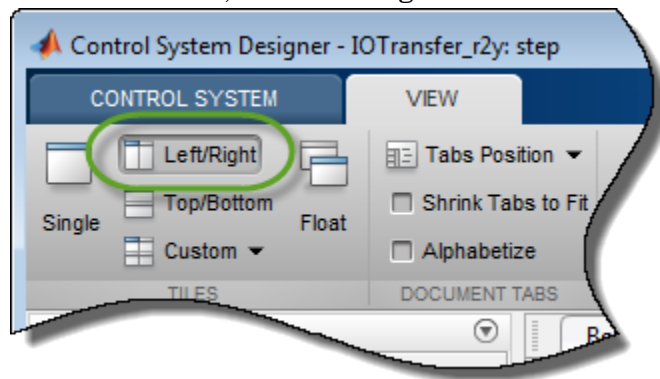 Control System Designer - IOTransfer_r2y: step
CONTROL SYSTEM VIEW
Left/Right Tabs Position
Top/Bottom Shrink Tabs to Fit
Single Float
Custom Alphabetize
TILES DOCUMENT TABS